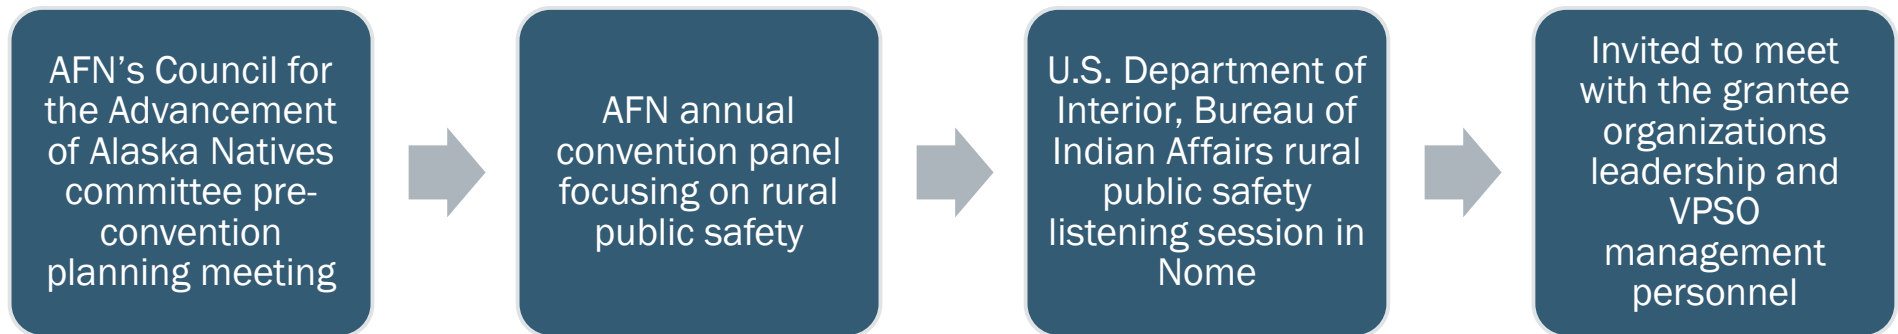 AFN’s Council for
the Advancement
of Alaska Natives
committee pre-
convention
planning meeting
AFN annual
convention panel
focusing on rural
public safety
U.S. Department of
Interior, Bureau of
Indian Affairs rural
public safety
listening session in
Nome
Invited to meet
with the grantee
organizations
leadership and
VPSO
management
personnel